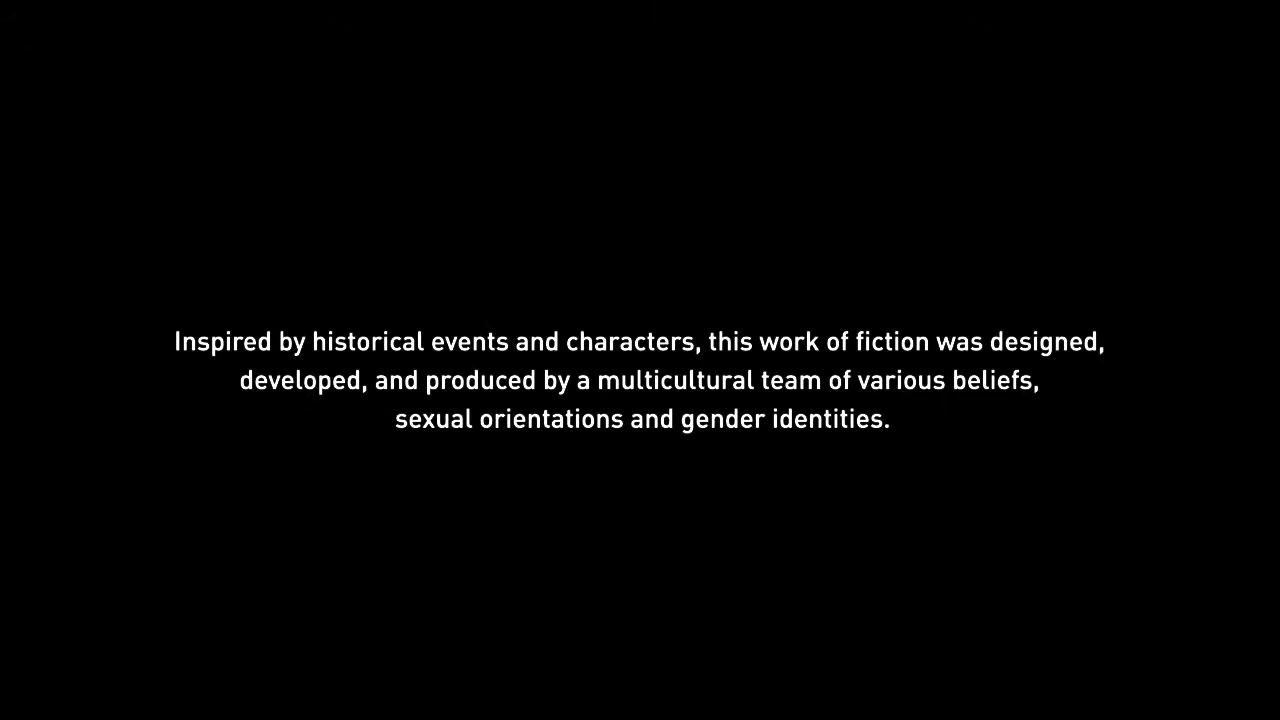 Inspired by historical events and characters, this work of fiction was designed,
developed, and produced by a multicultural team of various beliefs,
sexual orientations and gender identities.